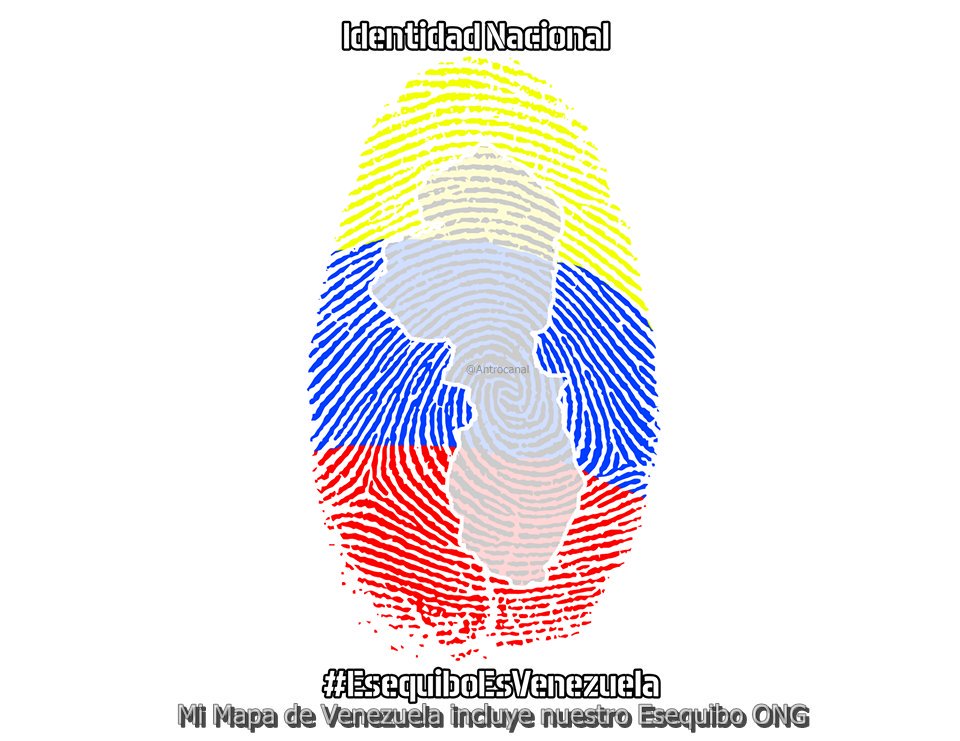 Identidad Nacional
@Antrocanal
#EsequiboEsVenezuela
Mi Mapa de Venezuela incluye nuestro Esequibo ONG